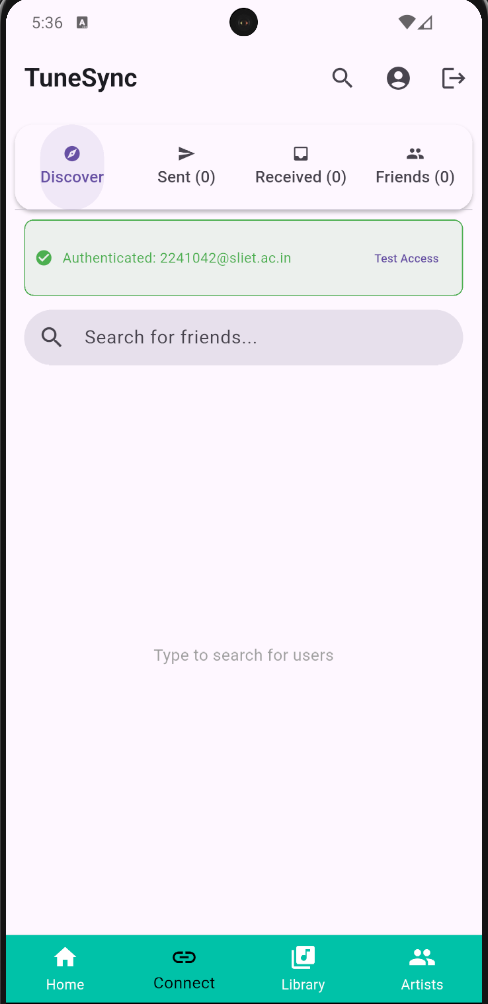 5:36 A
TuneSync
Discover Sent (0) Received (0) Friends (0)
Authenticated: 2241042@sliet.ac.in Test Access
Search for friends...
Type to search for users
Home Connect Library Artists